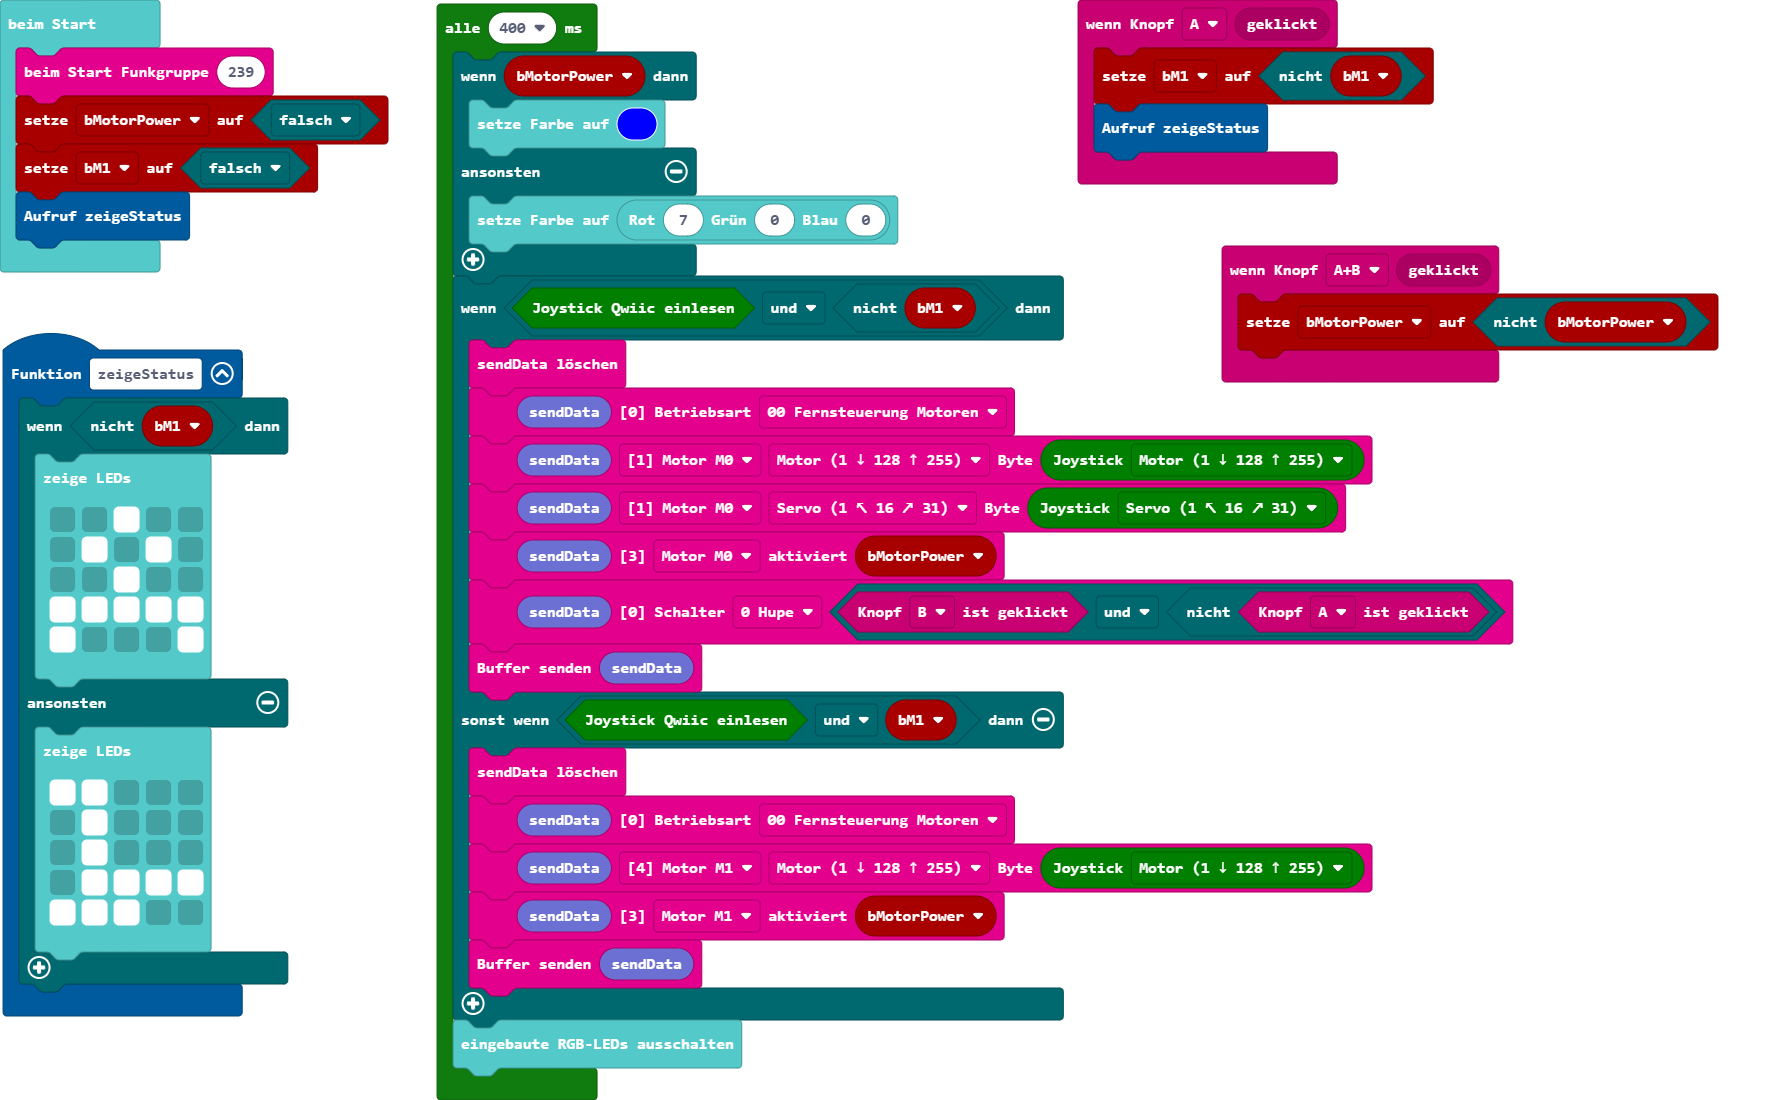 beim Start
beim Start Funkgruppe 239
setze bMotorPower auf falsch
setze bM1 auf falsch
Aufruf zeigeStatus
Funktion zeigeStatus
wenn nicht bM1 dann
zeige LEDs
ansonsten
zeige LEDs
alle 400 ms
wenn bMotorPower dann
setze Farbe auf
ansonsten
setze Farbe auf Rot 7 Grün 0 Blau 0
wenn Joystick Qwiic einlesen und nicht bM1 dann
sendData löschen
sendData [0] Betriebsart 00 Fernsteuerung Motoren
sendData [1] Motor M0 Motor (1 ↓ 128 ↑ 255) Byte Joystick Motor (1 ↓ 128 ↑ 255)
sendData [1] Motor M0 Servo (1 ↖ 16 ↗ 31) Byte Joystick Servo (1 ↖ 16 ↗ 31)
sendData [3] Motor M0 aktiviert bMotorPower
sendData [0] Schalter 0 Hupe Knopf B ist geklickt und nicht Knopf A ist geklickt
Buffer senden sendData
sonst wenn Joystick Qwiic einlesen und bM1 dann
sendData löschen
sendData [0] Betriebsart 00 Fernsteuerung Motoren
sendData [4] Motor M1 Motor (1 ↓ 128 ↑ 255) Byte Joystick Motor (1 ↓ 128 ↑ 255)
sendData [3] Motor M1 aktiviert bMotorPower
Buffer senden sendData
eingebaute RGB-LEDs ausschalten
wenn Knopf A geklickt
setze bM1 auf nicht bM1
Aufruf zeigeStatus
wenn Knopf A+B geklickt
setze bMotorPower auf nicht bMotorPower